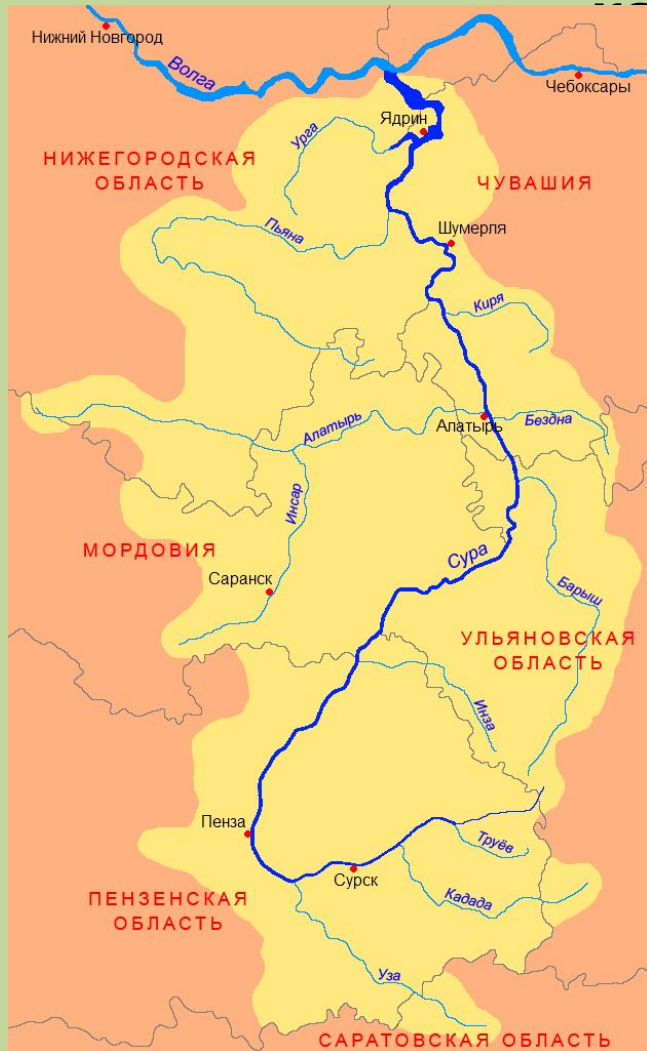 Нижний Новгород
Волга
Чебоксары
Ядрин
Урга
НИЖЕГОРОДСКАЯ
ОБЛАСТЬ
ЧУВАШИЯ
Пьяна
Шумерля
Киря
Алатырь
Алатырь
Бездна
Инсар
МОРДОВИЯ
Сура
Саранск
Барыш
УЛЬЯНОВСКАЯ
ОБЛАСТЬ
Инза
Пенза
Труёв
Сурск
Кадада
ПЕНЗЕНСКАЯ
ОБЛАСТЬ
Уза
САРАТОВСКАЯ ОБЛАСТЬ